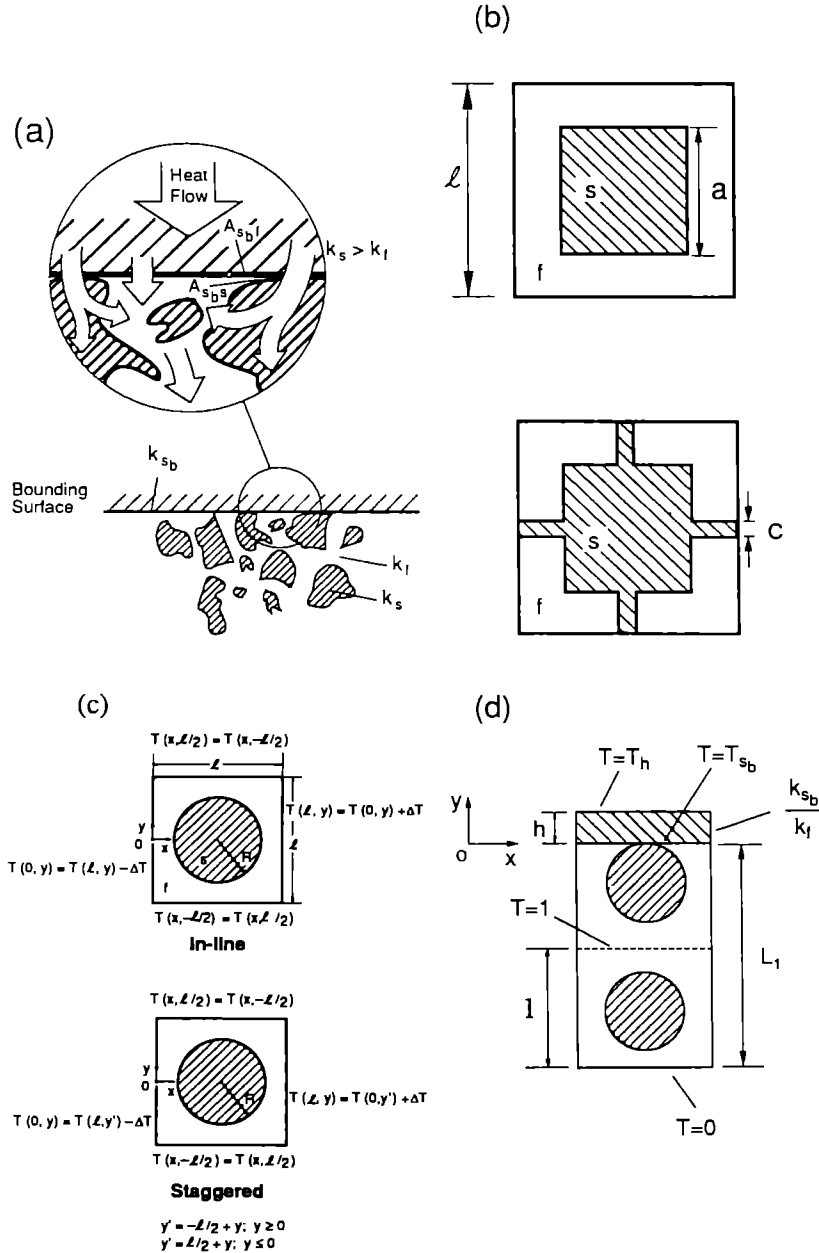 (a)
Heat
Flow
A_{s_b f}
k_s > k_f
A_{s_b s}
k_{s_b}
Bounding
Surface
k_f
k_s
(b)
ℓ
s
a
f
s
c
f
(c)
T(x,ℓ/2) = T(x,-ℓ/2)
ℓ
y
0
x
T(ℓ, y) = T(0, y) + ΔT
ℓ
s
R
T(0, y) = T(ℓ, y) - ΔT
f
T(x,-ℓ/2) = T(x,ℓ/2)
In-line
T(x,ℓ/2) = T(x,-ℓ/2)
y
0
x
R
T(ℓ, y) = T(0,y') + ΔT
T(0, y) = T(ℓ,y') - ΔT
T(x,-ℓ/2) = T(x,ℓ/2)
Staggered
y' = -ℓ/2 + y; y ≥ 0
y' = ℓ/2 + y; y ≤ 0
(d)
T=T_h
T=T_{s_b}
y
h
k_{s_b}/k_f
o
x
T=1
L_1
1
T=0